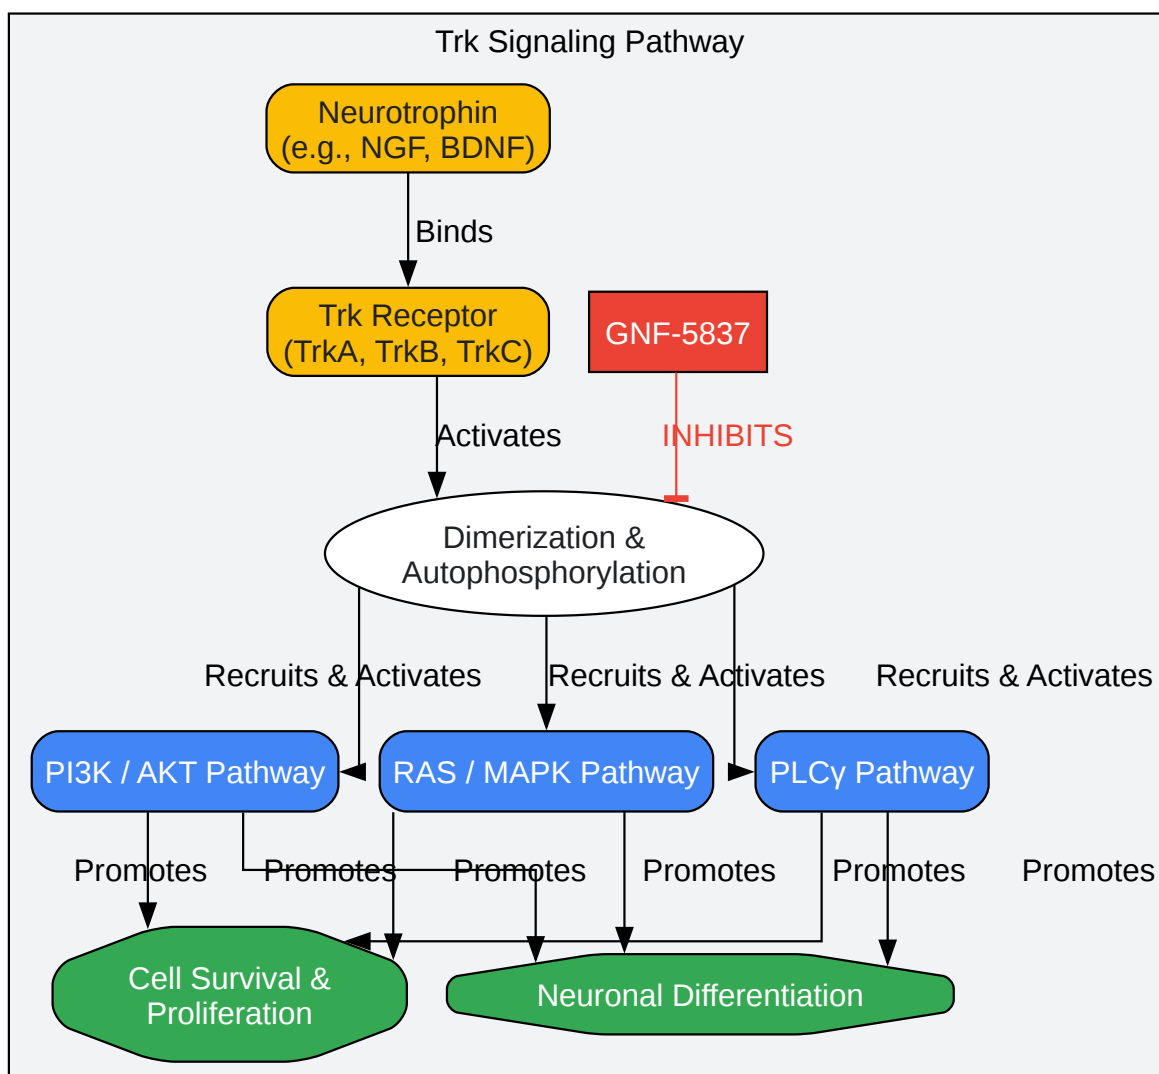 Trk Signaling Pathway
Neurotrophin
(e.g., NGF, BDNF)
Binds
Trk Receptor
(TrkA, TrkB, TrkC)
GNF-5837
Activates
INHIBITS
Dimerization &
Autophosphorylation
Recruits & Activates
Recruits & Activates
Recruits & Activates
PI3K / AKT Pathway
RAS / MAPK Pathway
PLCγ Pathway
Promotes
Promotes
Promotes
Promotes
Promotes
Promotes
Cell Survival &
Proliferation
Neuronal Differentiation